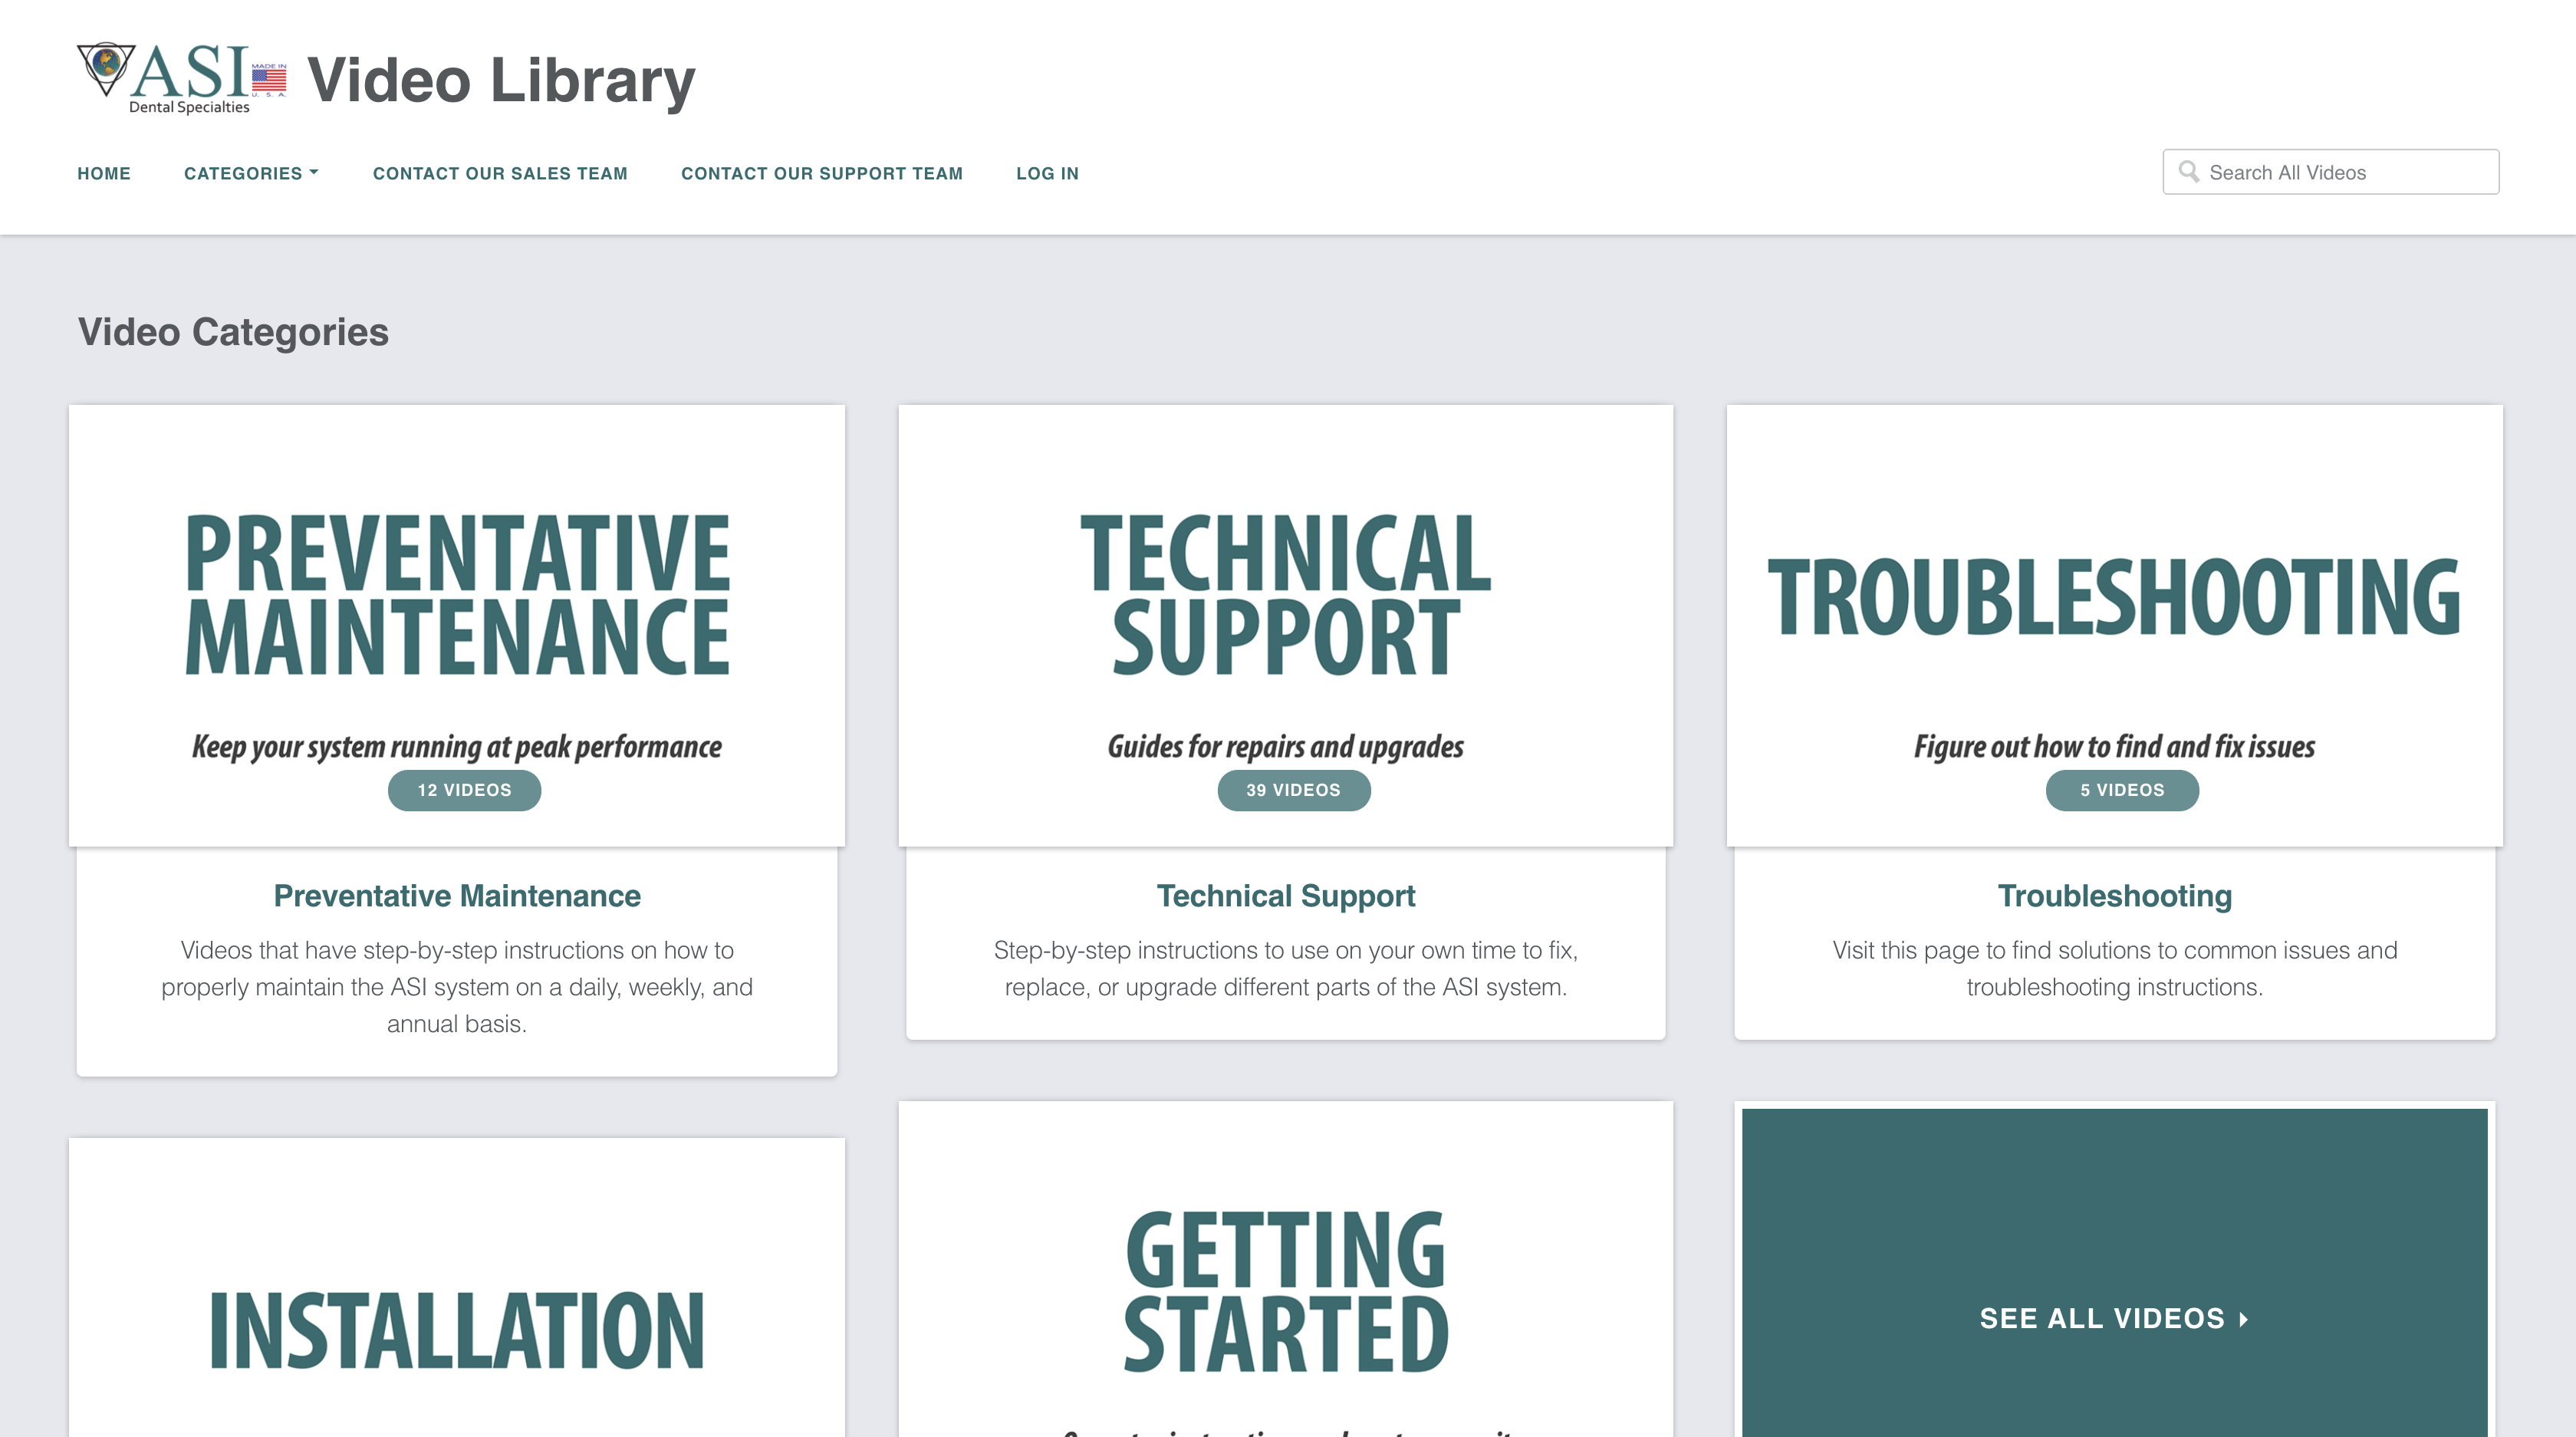 ASI
MADE IN
U. S. A.
Dental Specialties
Video Library
HOME
CATEGORIES
CONTACT OUR SALES TEAM
CONTACT OUR SUPPORT TEAM
LOG IN
Search All Videos
Video Categories
PREVENTATIVE
MAINTENANCE
Keep your system running at peak performance
12 VIDEOS
Preventative Maintenance
Videos that have step-by-step instructions on how to
properly maintain the ASI system on a daily, weekly, and
annual basis.
TECHNICAL
SUPPORT
Guides for repairs and upgrades
39 VIDEOS
Technical Support
Step-by-step instructions to use on your own time to fix,
replace, or upgrade different parts of the ASI system.
TROUBLESHOOTING
Figure out how to find and fix issues
5 VIDEOS
Troubleshooting
Visit this page to find solutions to common issues and
troubleshooting instructions.
INSTALLATION
GETTING
STARTED
SEE ALL VIDEOS